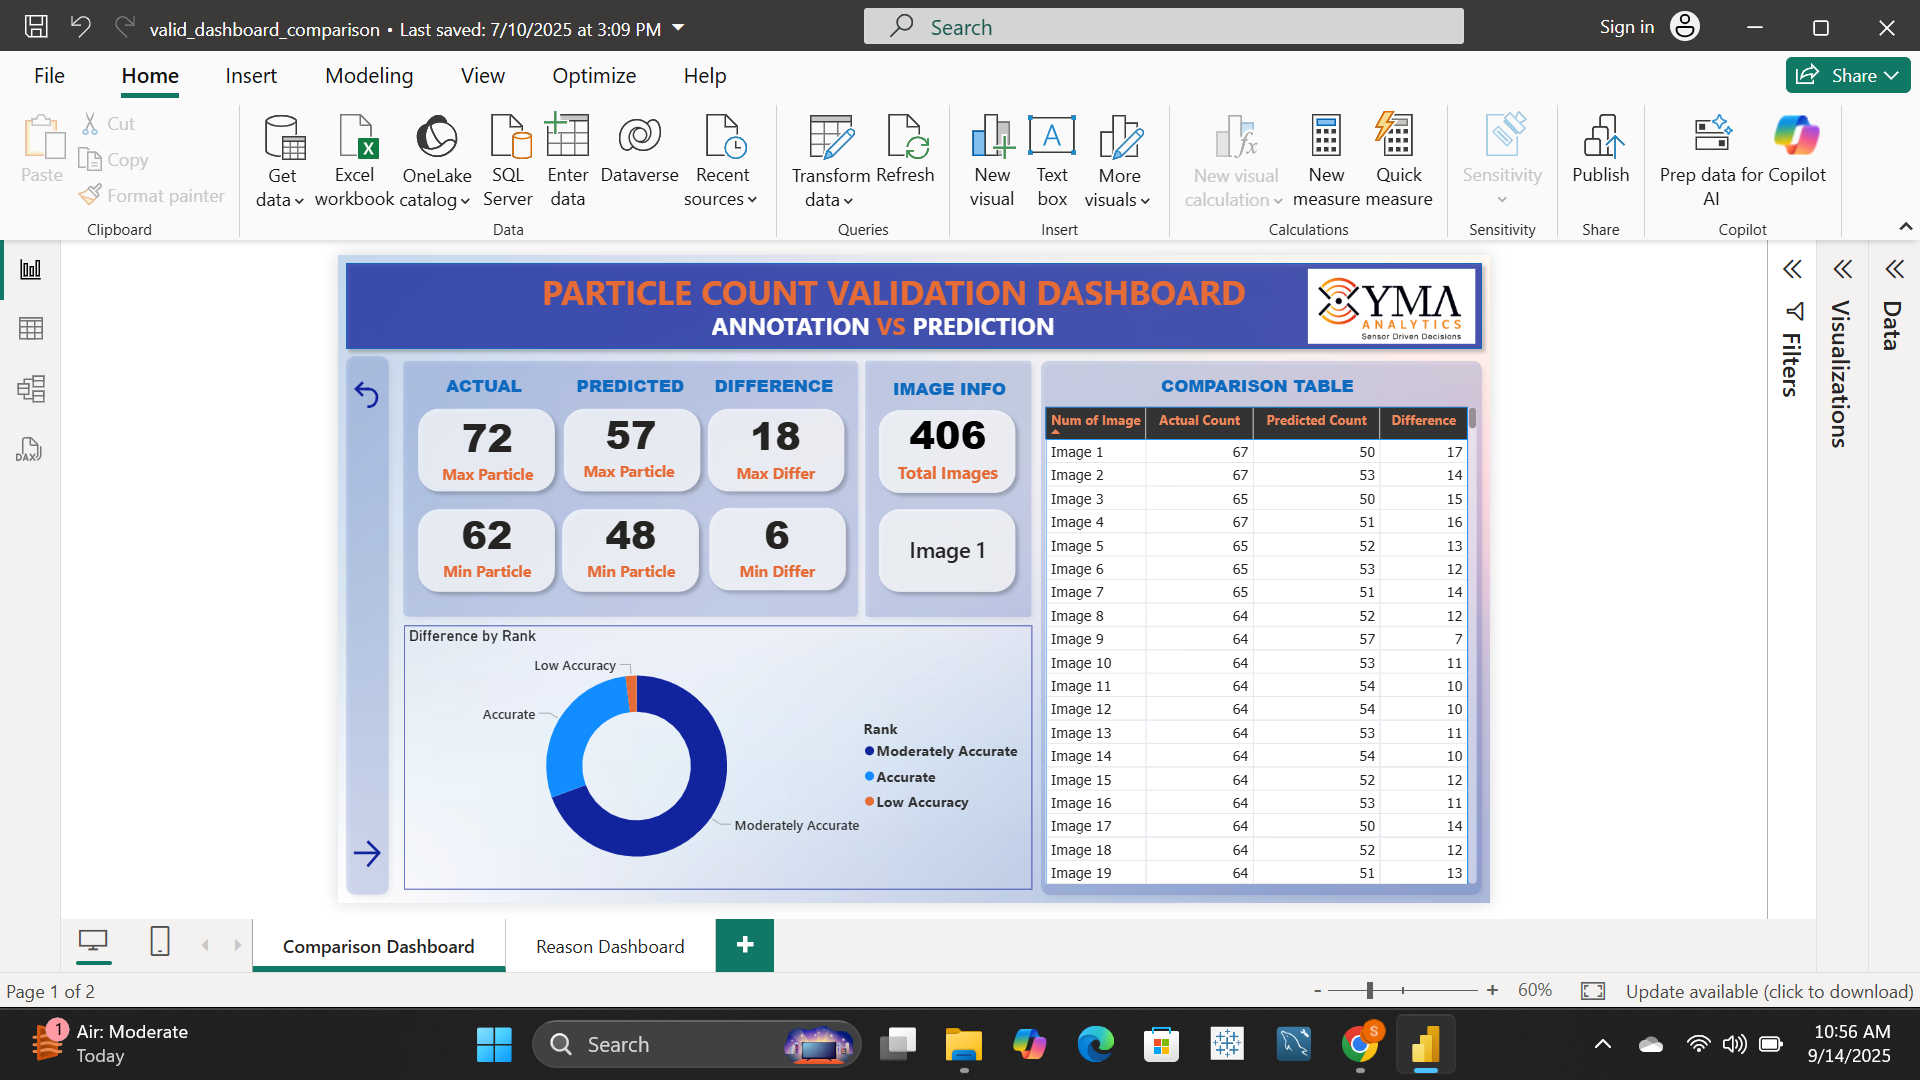 valid_dashboard_comparison • Last saved: 7/10/2025 at 3:09 PM
Search
Sign in
File Home Insert Modeling View Optimize Help
Share
Paste
Cut
Copy
Format painter
Clipboard
Get data
Excel workbook
OneLake catalog
SQL Server
Enter data
Dataverse
Recent sources
Data
Transform data
Refresh
Queries
New visual
Text box
More visuals
Insert
New visual calculation
New measure
Quick measure
Calculations
Sensitivity
Sensitivity
Publish
Share
Prep data for AI
Copilot
Copilot
PARTICLE COUNT VALIDATION DASHBOARD
ANNOTATION VS PREDICTION
XYMA
ANALYTICS
Sensor Driven Decisions
ACTUAL PREDICTED DIFFERENCE
72 57 18
Max Particle Max Particle Max Differ
62 48 6
Min Particle Min Particle Min Differ
IMAGE INFO
406
Total Images
Image 1
Difference by Rank
Low Accuracy
Accurate
Moderately Accurate
Rank
Moderately Accurate
Accurate
Low Accuracy
COMPARISON TABLE
Num of Image Actual Count Predicted Count Difference
Image 1 67 50 17
Image 2 67 53 14
Image 3 65 50 15
Image 4 67 51 16
Image 5 65 52 13
Image 6 65 53 12
Image 7 65 51 14
Image 8 64 52 12
Image 9 64 57 7
Image 10 64 53 11
Image 11 64 54 10
Image 12 64 54 10
Image 13 64 53 11
Image 14 64 54 10
Image 15 64 52 12
Image 16 64 53 11
Image 17 64 50 14
Image 18 64 52 12
Image 19 64 51 13
Filters
Visualizations
Data
DAX
Comparison Dashboard
Reason Dashboard
+
Page 1 of 2
- + 60%
Update available (click to download)
1
Air: Moderate
Today
Search
S
10:56 AM
9/14/2025